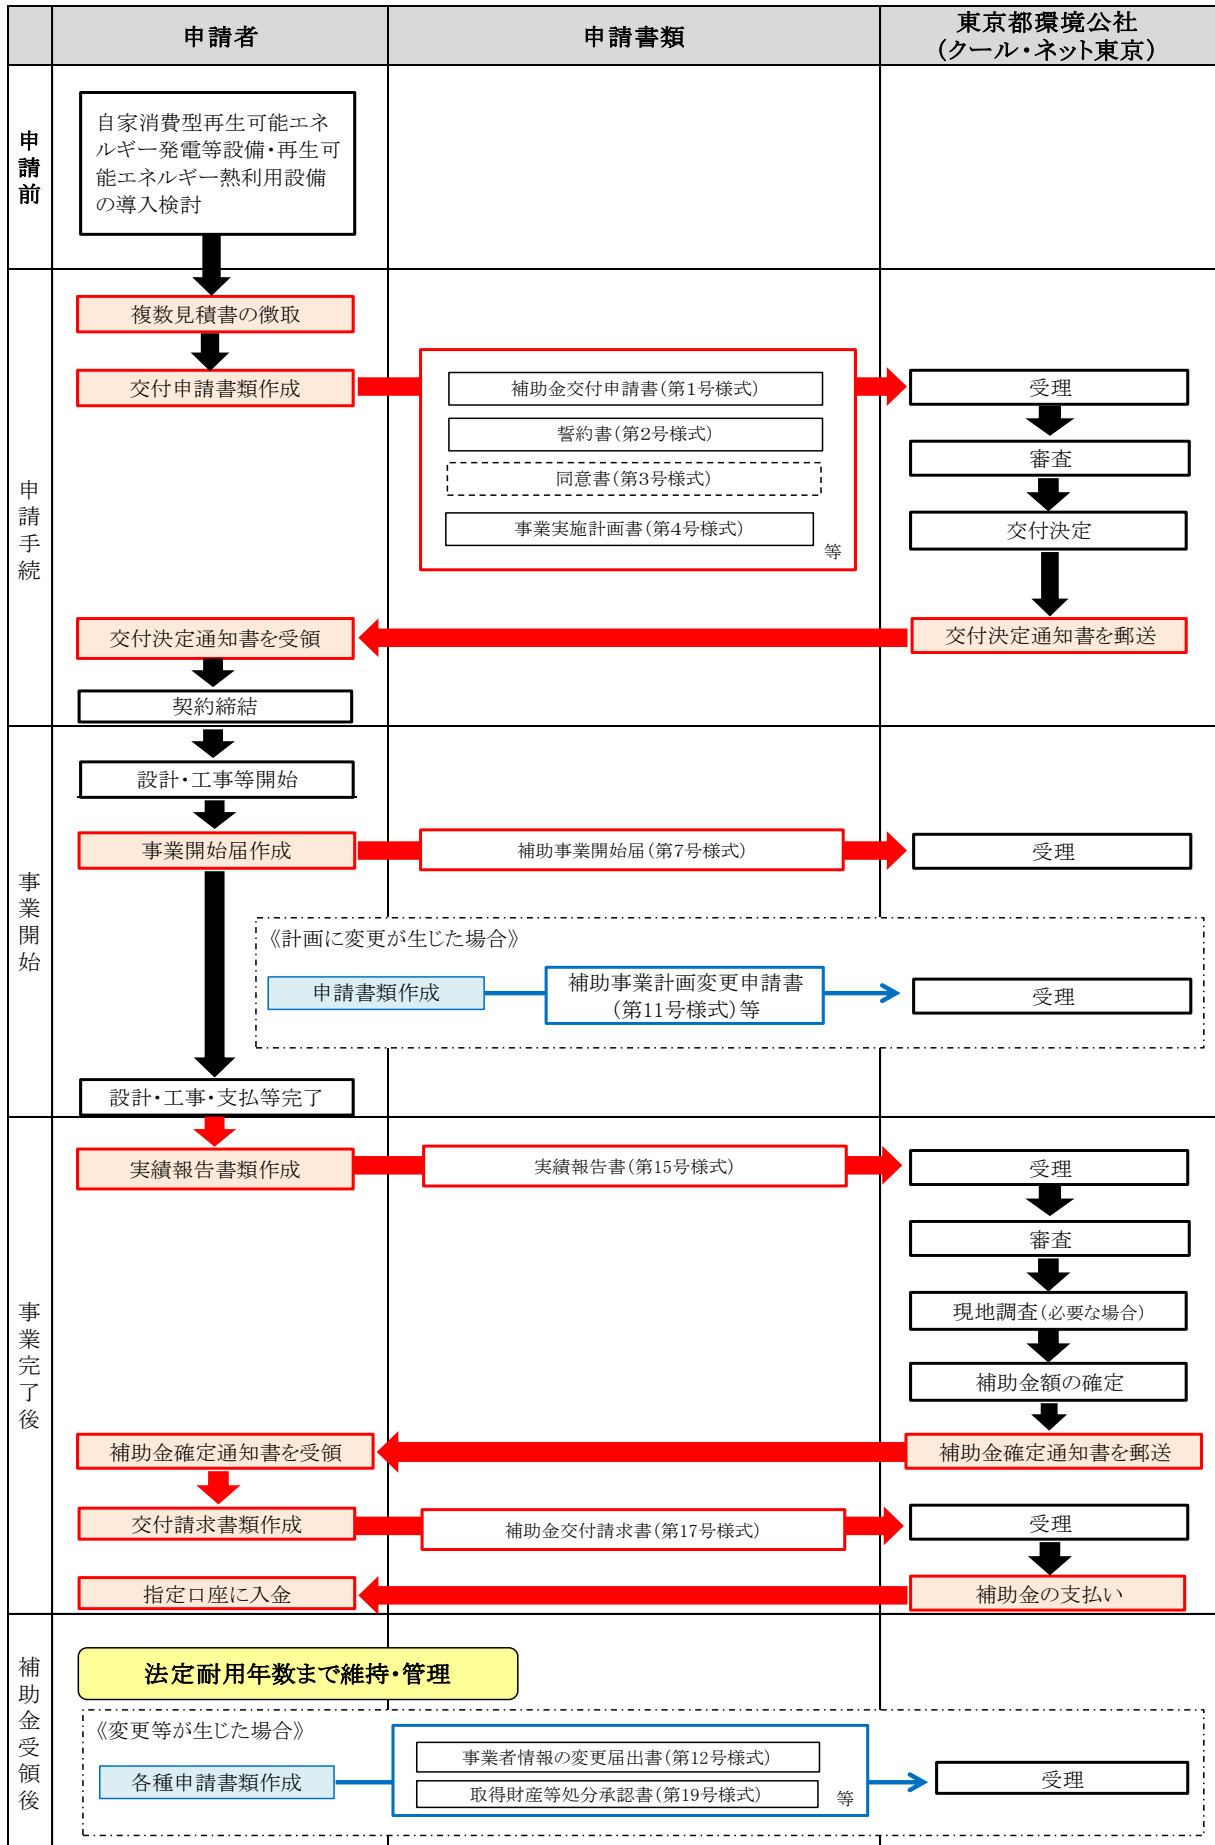 申請者
申請書類
東京都環境公社
(クール・ネット東京)
申請前
自家消費型再生可能エネ
ルギー発電等設備・再生可
能エネルギー熱利用設備
の導入検討
申請手続
複数見積書の徴取
交付申請書類作成
補助金交付申請書(第1号様式)
誓約書(第2号様式)
同意書(第3号様式)
事業実施計画書(第4号様式)
等
受理
審査
交付決定
交付決定通知書を郵送
交付決定通知書を受領
契約締結
事業開始
設計・工事等開始
事業開始届作成
補助事業開始届(第7号様式)
受理
《計画に変更が生じた場合》
申請書類作成
補助事業計画変更申請書
(第11号様式)等
受理
設計・工事・支払等完了
事業完了後
実績報告書類作成
実績報告書(第15号様式)
受理
審査
現地調査(必要な場合)
補助金額の確定
補助金確定通知書を郵送
補助金確定通知書を受領
交付請求書類作成
補助金交付請求書(第17号様式)
受理
補助金の支払い
指定口座に入金
補助金受領後
法定耐用年数まで維持・管理
《変更等が生じた場合》
各種申請書類作成
事業者情報の変更届出書(第12号様式)
取得財産等処分承認書(第19号様式)
等
受理